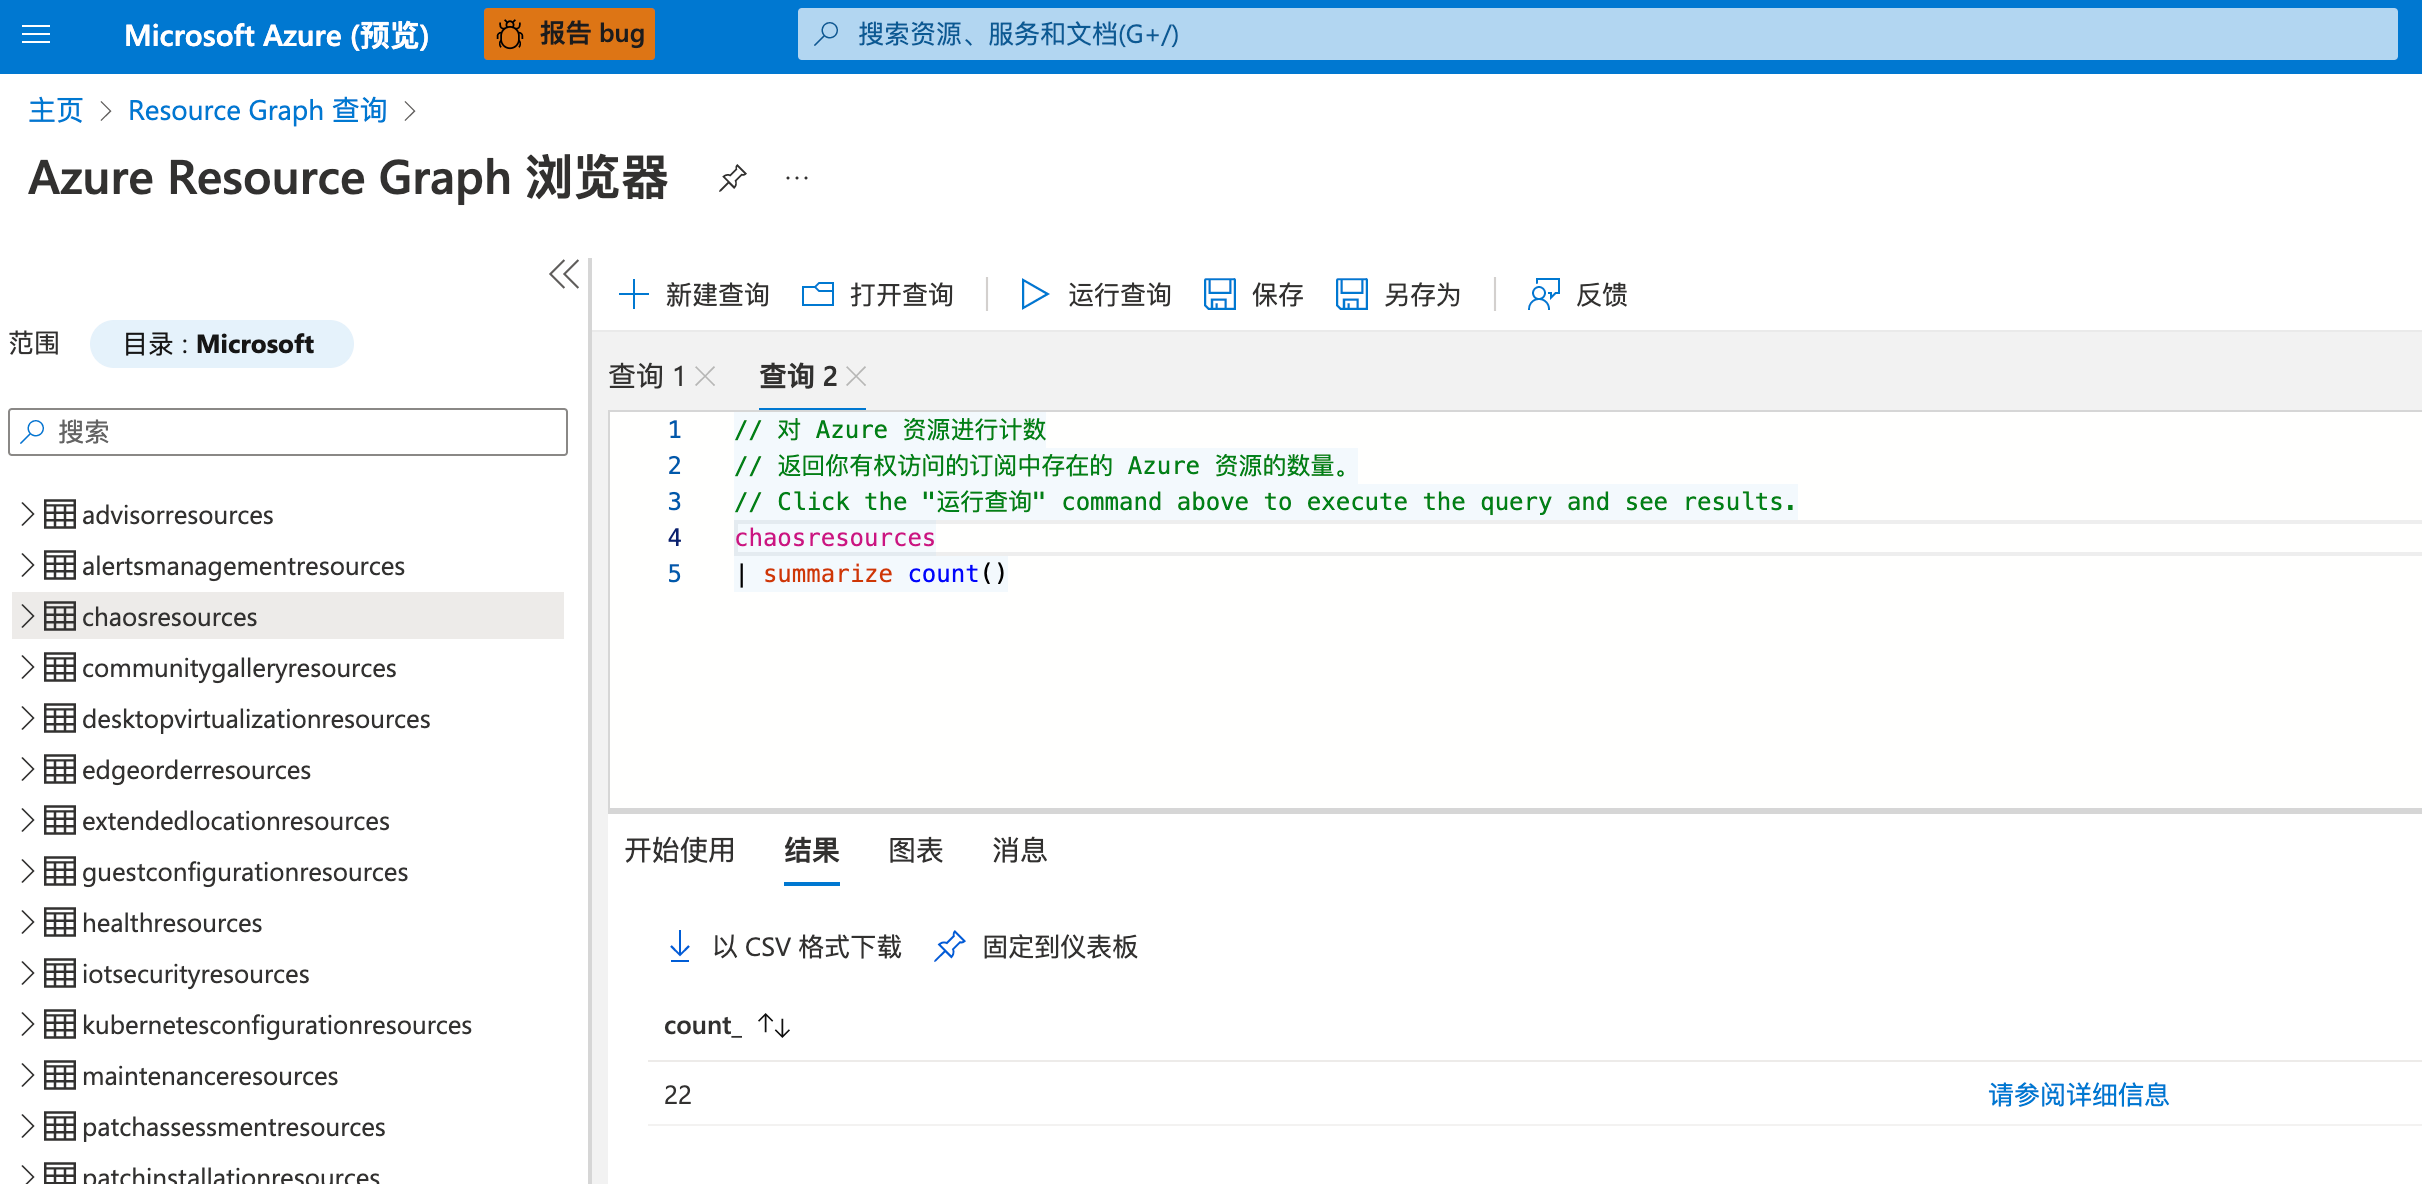 Microsoft Azure (预览)
报告 bug
搜索资源、服务和文档(G+/)
主页
Resource Graph 查询
Azure Resource Graph 浏览器
范围
目录 : Microsoft
搜索
advisorresources
alertsmanagementresources
chaosresources
communitygalleryresources
desktopvirtualizationresources
edgeorderresources
extendedlocationresources
guestconfigurationresources
healthresources
iotsecurityresources
kubernetesconfigurationresources
maintenanceresources
patchassessmentresources
patchinstallationresources
新建查询
打开查询
运行查询
保存
另存为
反馈
查询 1
查询 2
1 // 对 Azure 资源进行计数
2 // 返回你有权访问的订阅中存在的 Azure 资源的数量。
3 // Click the "运行查询" command above to execute the query and see results.
4 chaosresources
5 | summarize count()
开始使用
结果
图表
消息
以 CSV 格式下载
固定到仪表板
count_
22
请参阅详细信息